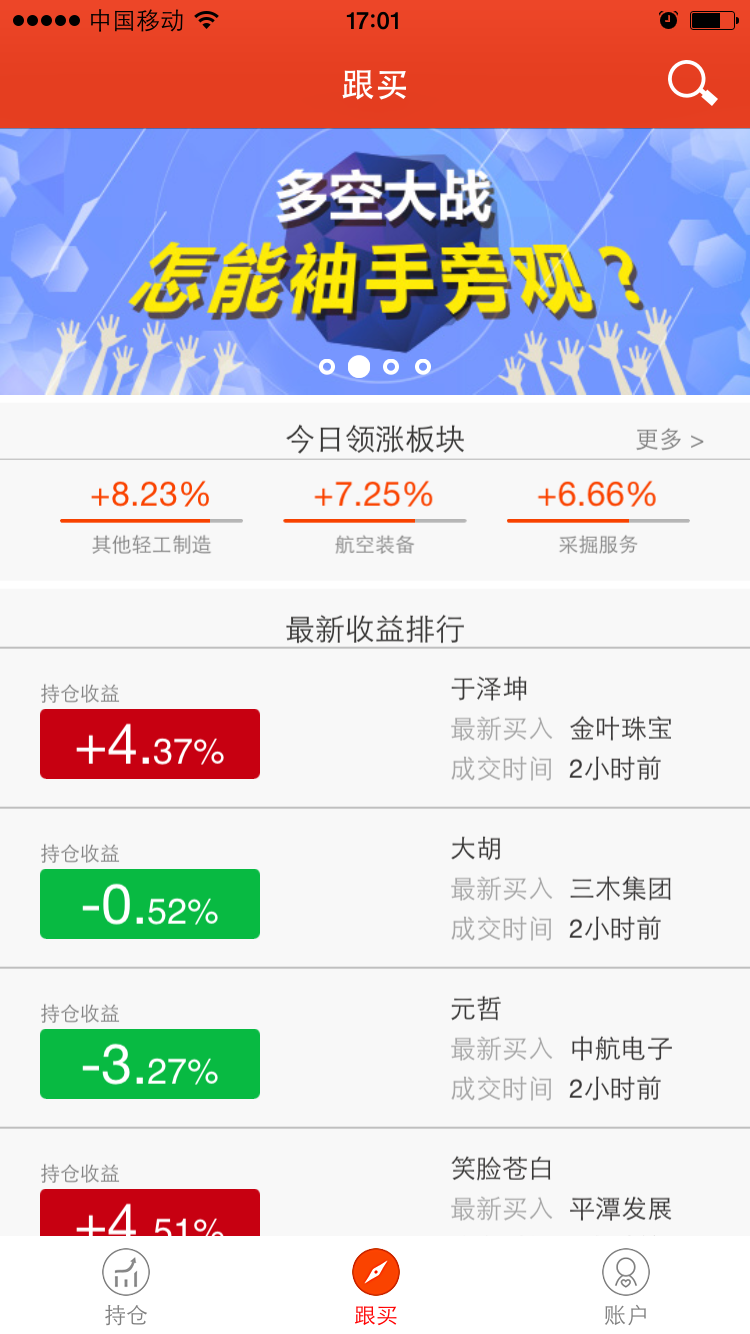 中国移动 17:01
跟买
多空大战
怎能袖手旁观？
今日领涨板块 更多 >
+8.23% +7.25% +6.66%
其他轻工制造 航空装备 采掘服务
最新收益排行
持仓收益
+4.37%
于泽坤
最新买入 金叶珠宝
成交时间 2小时前
持仓收益
-0.52%
大胡
最新买入 三木集团
成交时间 2小时前
持仓收益
-3.27%
元哲
最新买入 中航电子
成交时间 2小时前
持仓收益
+4.51%
笑脸苍白
最新买入 平潭发展
持仓 跟买 账户